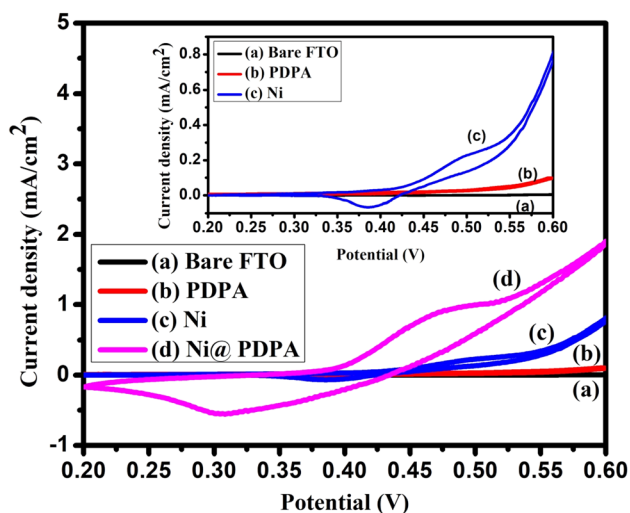 5
4
3
2
1
0
-1
Current density (mA/cm²)
0.20 0.25 0.30 0.35 0.40 0.45 0.50 0.55 0.60
Potential (V)
(a) Bare FTO
(b) PDPA
(c) Ni
(d) Ni@ PDPA
(d)
(c)
(b)
(a)
0.8
0.6
0.4
0.2
0.0
Current density (mA/cm²)
0.20 0.25 0.30 0.35 0.40 0.45 0.50 0.55 0.60
Potential (V)
(a) Bare FTO
(b) PDPA
(c) Ni
(c)
(b)
(a)